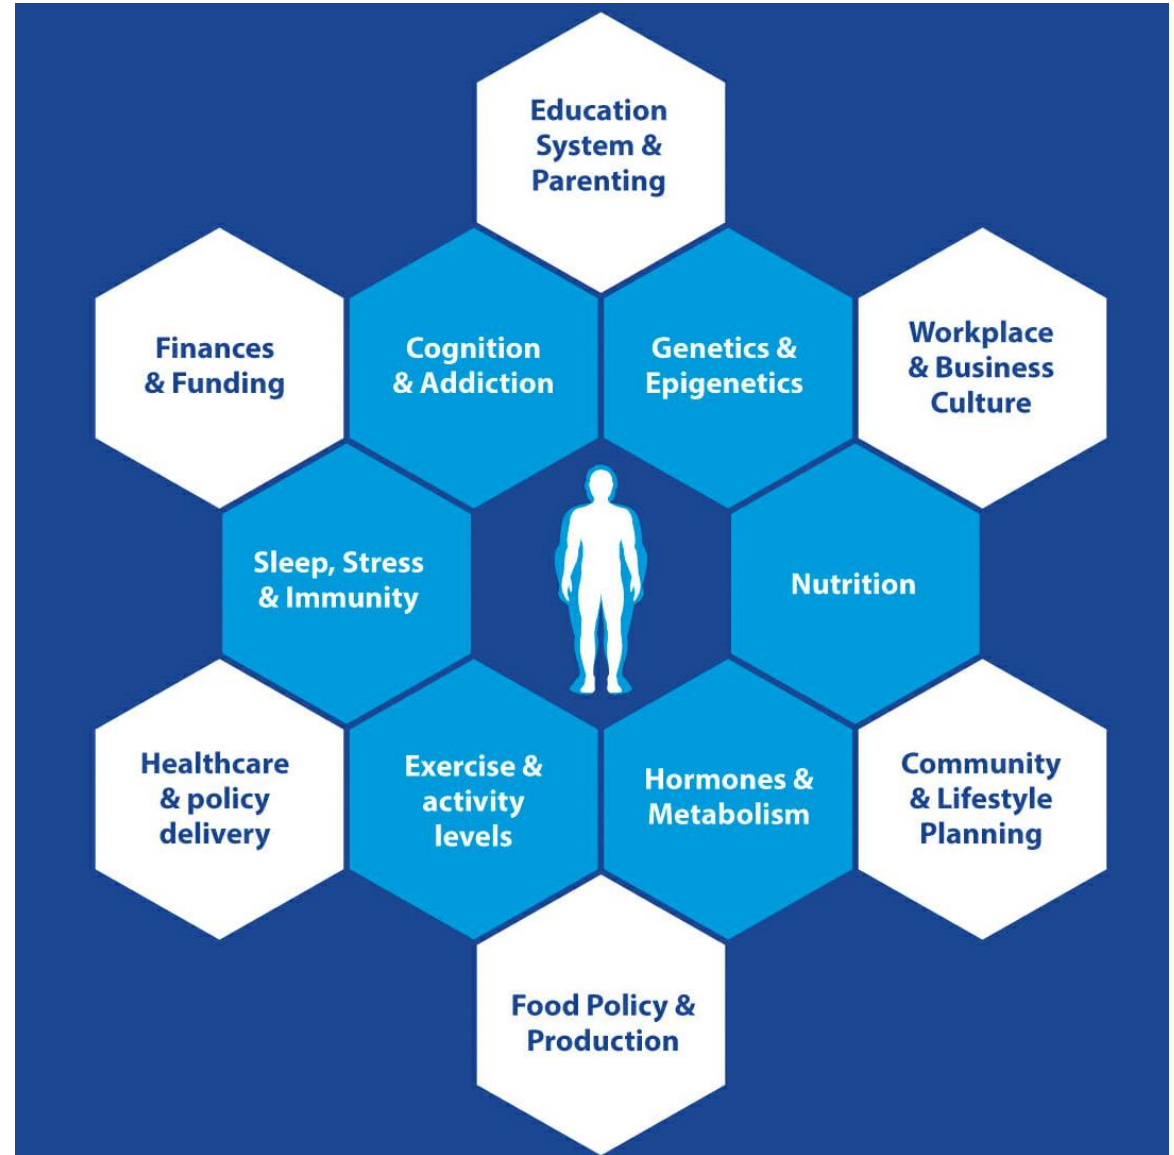 Education
System &
Parenting
Finances
& Funding
Cognition
& Addiction
Genetics &
Epigenetics
Workplace
& Business
Culture
Sleep, Stress
& Immunity
Nutrition
Healthcare
& policy
delivery
Exercise &
activity
levels
Hormones &
Metabolism
Community
& Lifestyle
Planning
Food Policy &
Production